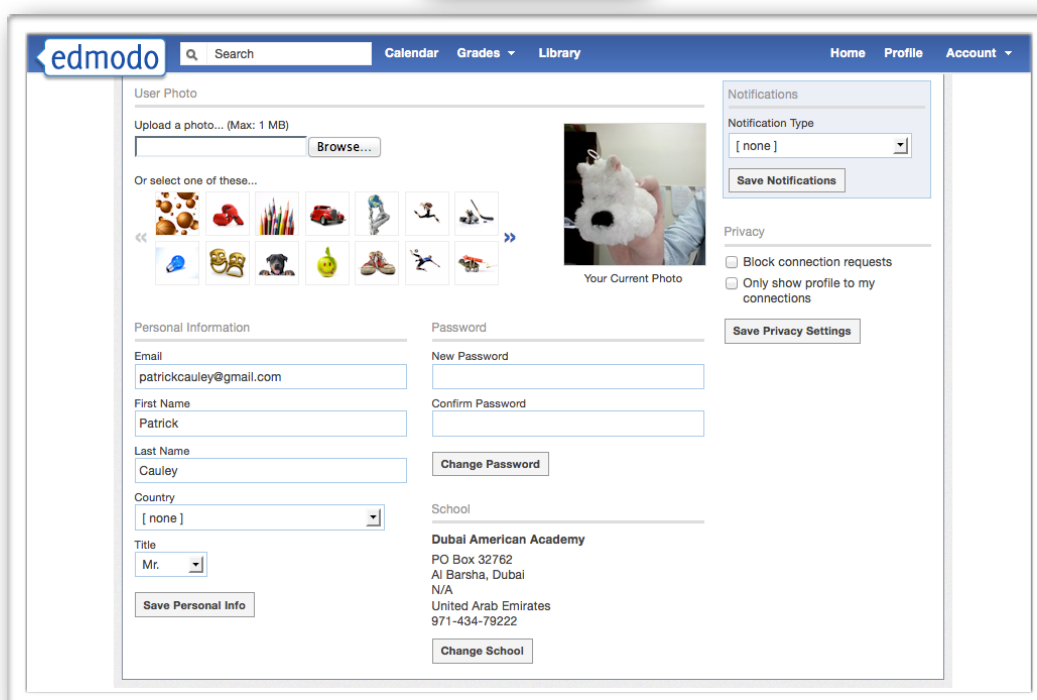 edmodo
Search
Calendar Grades Library
Home Profile Account
User Photo
Upload a photo... (Max: 1 MB)
Browse...
Or select one of these...
«
»
Your Current Photo
Personal Information
Email
patrickcauley@gmail.com
First Name
Patrick
Last Name
Cauley
Country
[ none ]
Title
Mr.
Save Personal Info
Password
New Password
Confirm Password
Change Password
School
Dubai American Academy
PO Box 32762
Al Barsha, Dubai
N/A
United Arab Emirates
971-434-79222
Change School
Notifications
Notification Type
[ none ]
Save Notifications
Privacy
Block connection requests
Only show profile to my
connections
Save Privacy Settings